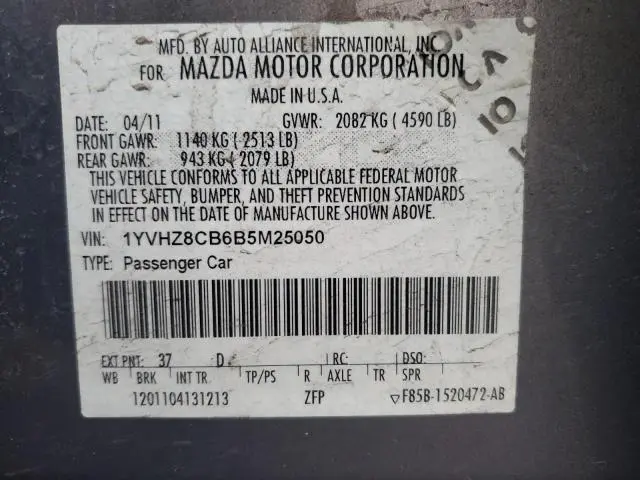 MFD. BY AUTO ALLIANCE INTERNATIONAL, INC
FOR MAZDA MOTOR CORPORATION
MADE IN U.S.A.
DATE: 04/11 GVWR: 2082 KG ( 4590 LB)
FRONT GAWR: 1140 KG ( 2513 LB)
REAR GAWR: 943 KG ( 2079 LB)
THIS VEHICLE CONFORMS TO ALL APPLICABLE FEDERAL MOTOR
VEHICLE SAFETY, BUMPER, AND THEFT PREVENTION STANDARDS
IN EFFECT ON THE DATE OF MANUFACTURE SHOWN ABOVE.
VIN: 1YVHZ8CB6B5M25050
TYPE: Passenger Car
EXT PNT: 37 D RC: DSO:
WB BRK INT TR TP/PS R AXLE TR SPR
1201104131213 ZFP ▽F85B-1520472-AB